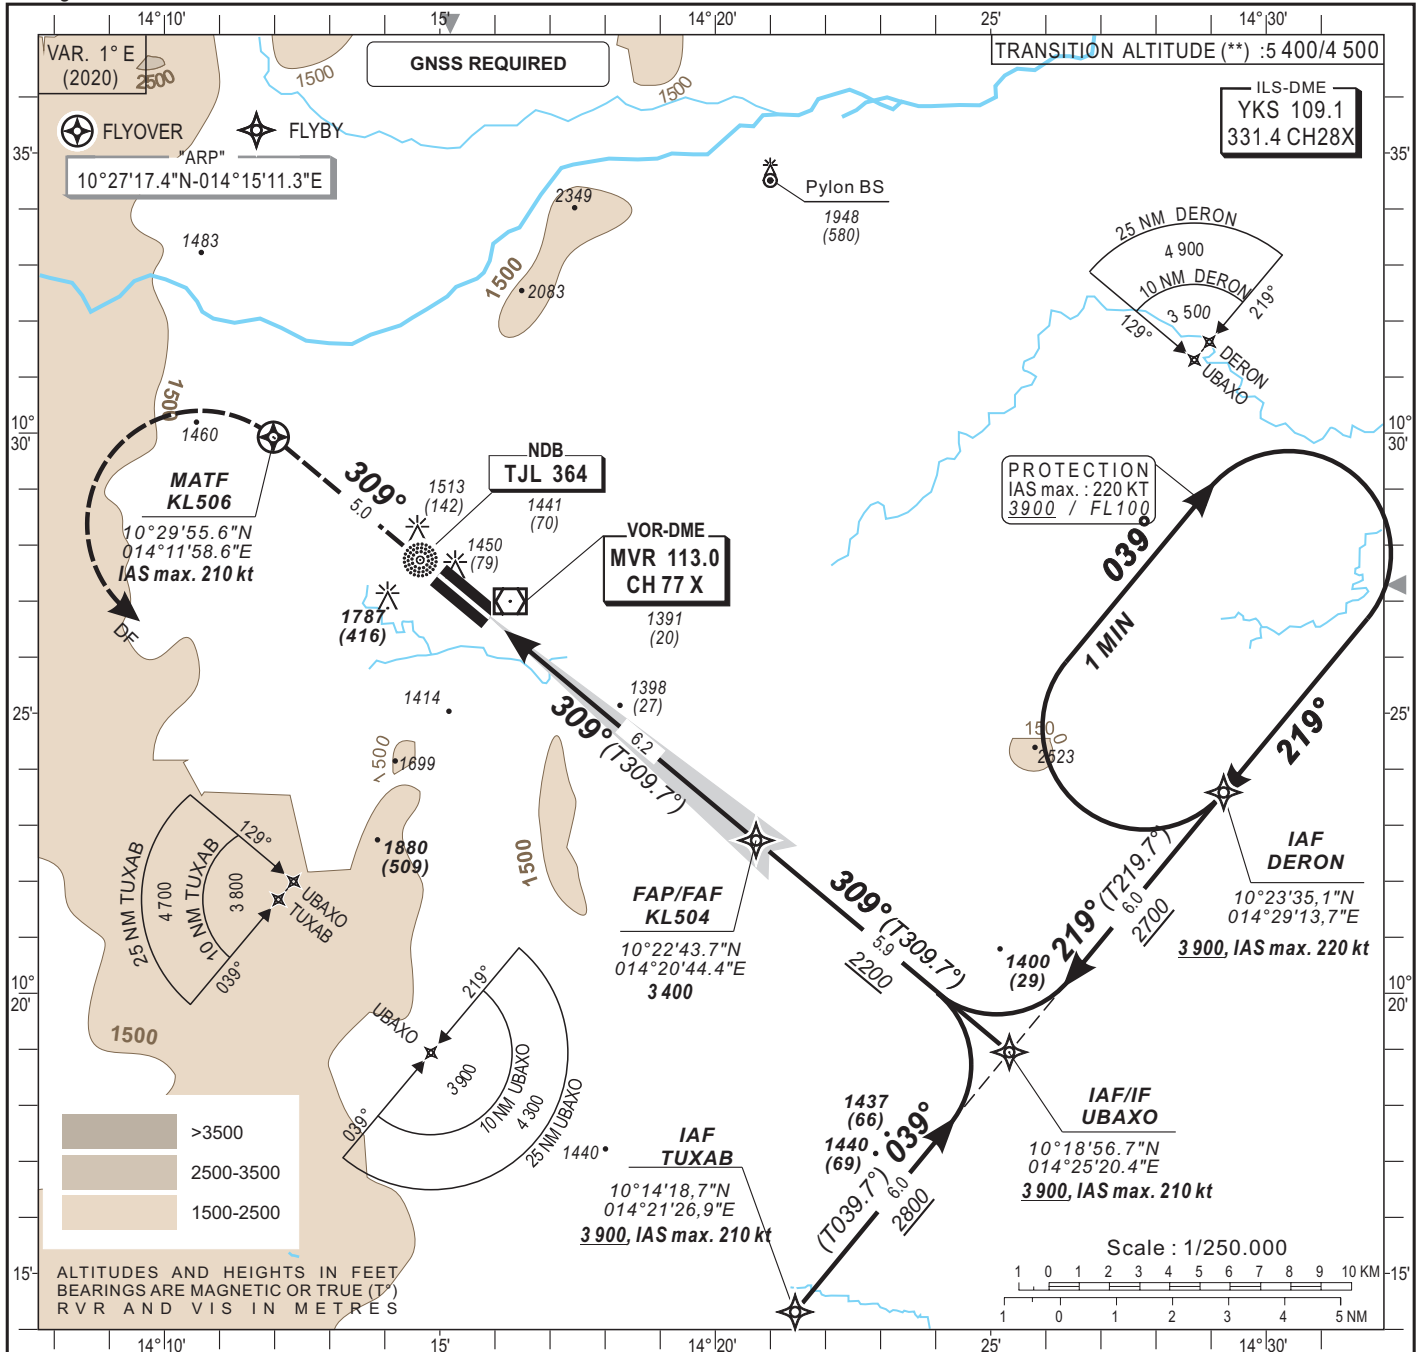 14°10'
15'
14°20'
25'
14°30'
VAR. 1° E
(2020)
2500
1500
GNSS REQUIRED
1500
TRANSITION ALTITUDE (**) :5 400/4 500
ILS-DME
YKS 109.1
331.4 CH28X
FLYOVER
FLYBY
"ARP"
10°27'17.4"N-014°15'11.3"E
35'
35'
Pylon BS
1948
(580)
2349
1483
1500
2083
25 NM DERON
4 900
10 NM DERON
3 500
129°
219°
DERON
UBAXO
1500
1460
10°
30'
10°
30'
MATF
KL506
10°29'55.6"N
014°11'58.6"E
IAS max. 210 kt
DF
309°
5.0
NDB
TJL 364
1513
(142)
1441
(70)
1450
(79)
VOR-DME
MVR 113.0
CH 77 X
1391
(20)
1787
(416)
PROTECTION
IAS max. : 220 KT
3900 / FL100
039°
1 MIN
219°
1500
2523
25'
25'
1414
1398
(27)
309° (T309.7°)
6.2
1500
1699
1880
(509)
1500
25 NM TUXAB
4 700
10 NM TUXAB
3 800
129°
039°
UBAXO
TUXAB
FAP/FAF
KL504
10°22'43.7"N
014°20'44.4"E
3 400
309° (T309.7°)
5.9
2200
219° (T219.7°)
6.0
2700
IAF
DERON
10°23'35,1"N
014°29'13,7"E
3 900, IAS max. 220 kt
1400
(29)
10°
20'
10°
20'
1500
UBAXO
219°
039°
3 900
10 NM UBAXO
4 300
25 NM UBAXO
1437
(66)
1440
(69)
1440
039°
(T039.7°)
6.0
2800
IAF
TUXAB
10°14'18,7"N
014°21'26,9"E
3 900, IAS max. 210 kt
IAF/IF
UBAXO
10°18'56.7"N
014°25'20.4"E
3 900, IAS max. 210 kt
>3500
2500-3500
1500-2500
ALTITUDES AND HEIGHTS IN FEET
BEARINGS ARE MAGNETIC OR TRUE (T°)
RVR AND VIS IN METRES
Scale : 1/250.000
1 0 1 2 3 4 5 6 7 8 9 10 KM
1 0 1 2 3 4 5 NM
15'
15'
14°10'
15'
14°20'
25'
14°30'